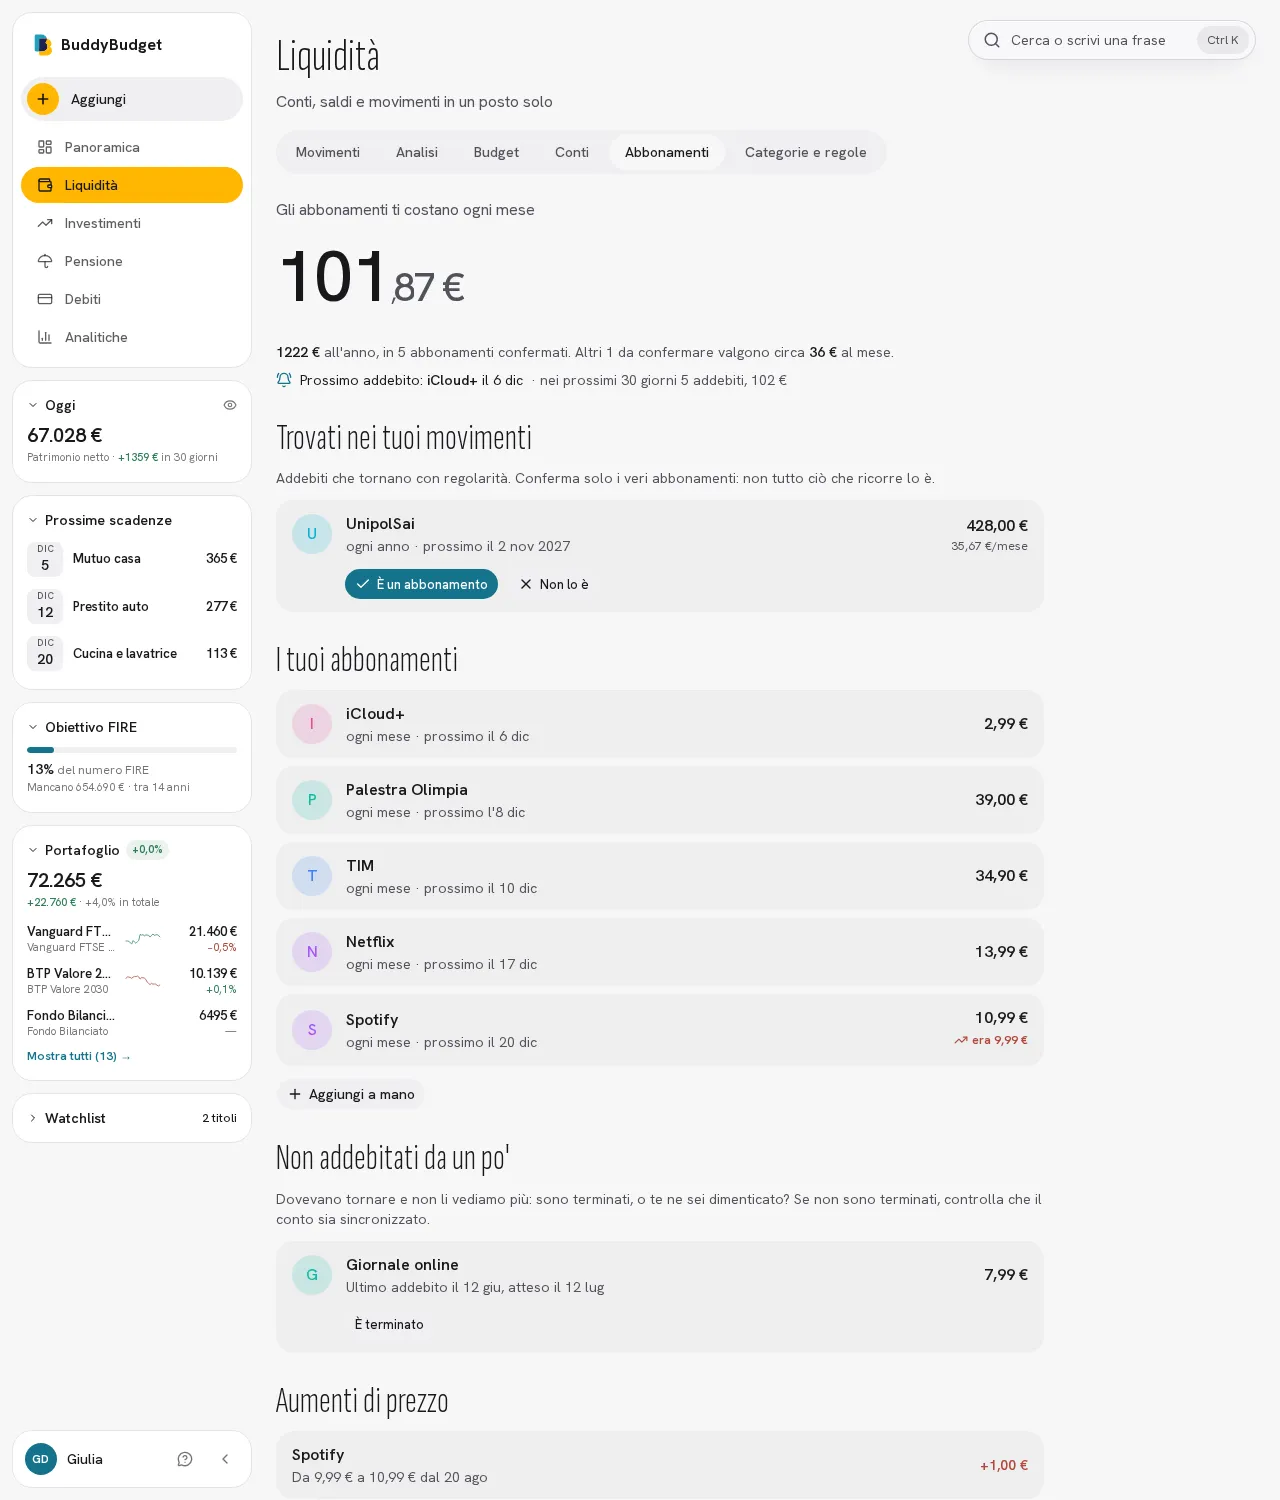 BuddyBudget
Aggiungi
Panoramica
Liquidità
Investimenti
Pensione
Debiti
Analitiche
Oggi
67.028 €
Patrimonio netto · +1359 € in 30 giorni
Prossime scadenze
DIC
5
Mutuo casa
365 €
DIC
12
Prestito auto
277 €
DIC
20
Cucina e lavatrice
113 €
Obiettivo FIRE
13% del numero FIRE
Mancano 654.690 € · tra 14 anni
Portafoglio
+0,0%
72.265 €
+22.760 € · +4,0% in totale
Vanguard FT...
21.460 €
Vanguard FTSE ...
-0,5%
BTP Valore 2...
10.139 €
BTP Valore 2030
+0,1%
Fondo Bilanci...
6495 €
Fondo Bilanciato
—
Mostra tutti (13) →
Watchlist
2 titoli
GD
Giulia
Liquidità
Cerca o scrivi una frase
Ctrl K
Conti, saldi e movimenti in un posto solo
Movimenti
Analisi
Budget
Conti
Abbonamenti
Categorie e regole
Gli abbonamenti ti costano ogni mese
101,87 €
1222 € all'anno, in 5 abbonamenti confermati. Altri 1 da confermare valgono circa 36 € al mese.
Prossimo addebito: iCloud+ il 6 dic · nei prossimi 30 giorni 5 addebiti, 102 €
Trovati nei tuoi movimenti
Addebiti che tornano con regolarità. Conferma solo i veri abbonamenti: non tutto ciò che ricorre lo è.
U
UnipolSai
428,00 €
ogni anno · prossimo il 2 nov 2027
35,67 €/mese
È un abbonamento
Non lo è
I tuoi abbonamenti
I
iCloud+
ogni mese · prossimo il 6 dic
2,99 €
P
Palestra Olimpia
ogni mese · prossimo l'8 dic
39,00 €
T
TIM
ogni mese · prossimo il 10 dic
34,90 €
N
Netflix
ogni mese · prossimo il 17 dic
13,99 €
S
Spotify
ogni mese · prossimo il 20 dic
10,99 €
era 9,99 €
Aggiungi a mano
Non addebitati da un po'
Dovevano tornare e non li vediamo più: sono terminati, o te ne sei dimenticato? Se non sono terminati, controlla che il
conto sia sincronizzato.
G
Giornale online
Ultimo addebito il 12 giu, atteso il 12 lug
7,99 €
È terminato
Aumenti di prezzo
Spotify
Da 9,99 € a 10,99 € dal 20 ago
+1,00 €